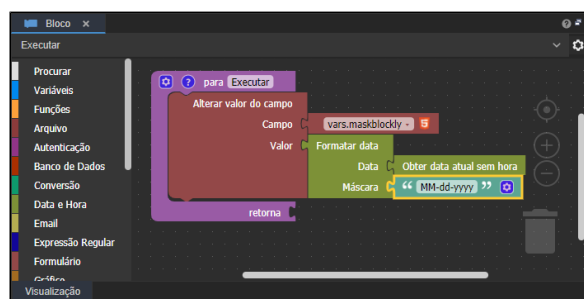 Bloco ×
Executar
Procurar
Variáveis
Funções
Arquivo
Autenticação
Banco de Dados
Conversão
Data e Hora
Email
Expressão Regular
Formulário
Gráfico
? para Executar
Alterar valor do campo
Campo vars.maskblockly
Valor Formatar data
Data Obter data atual sem hora
Máscara “ MM-dd-yyyy ”
retorna
Visualização